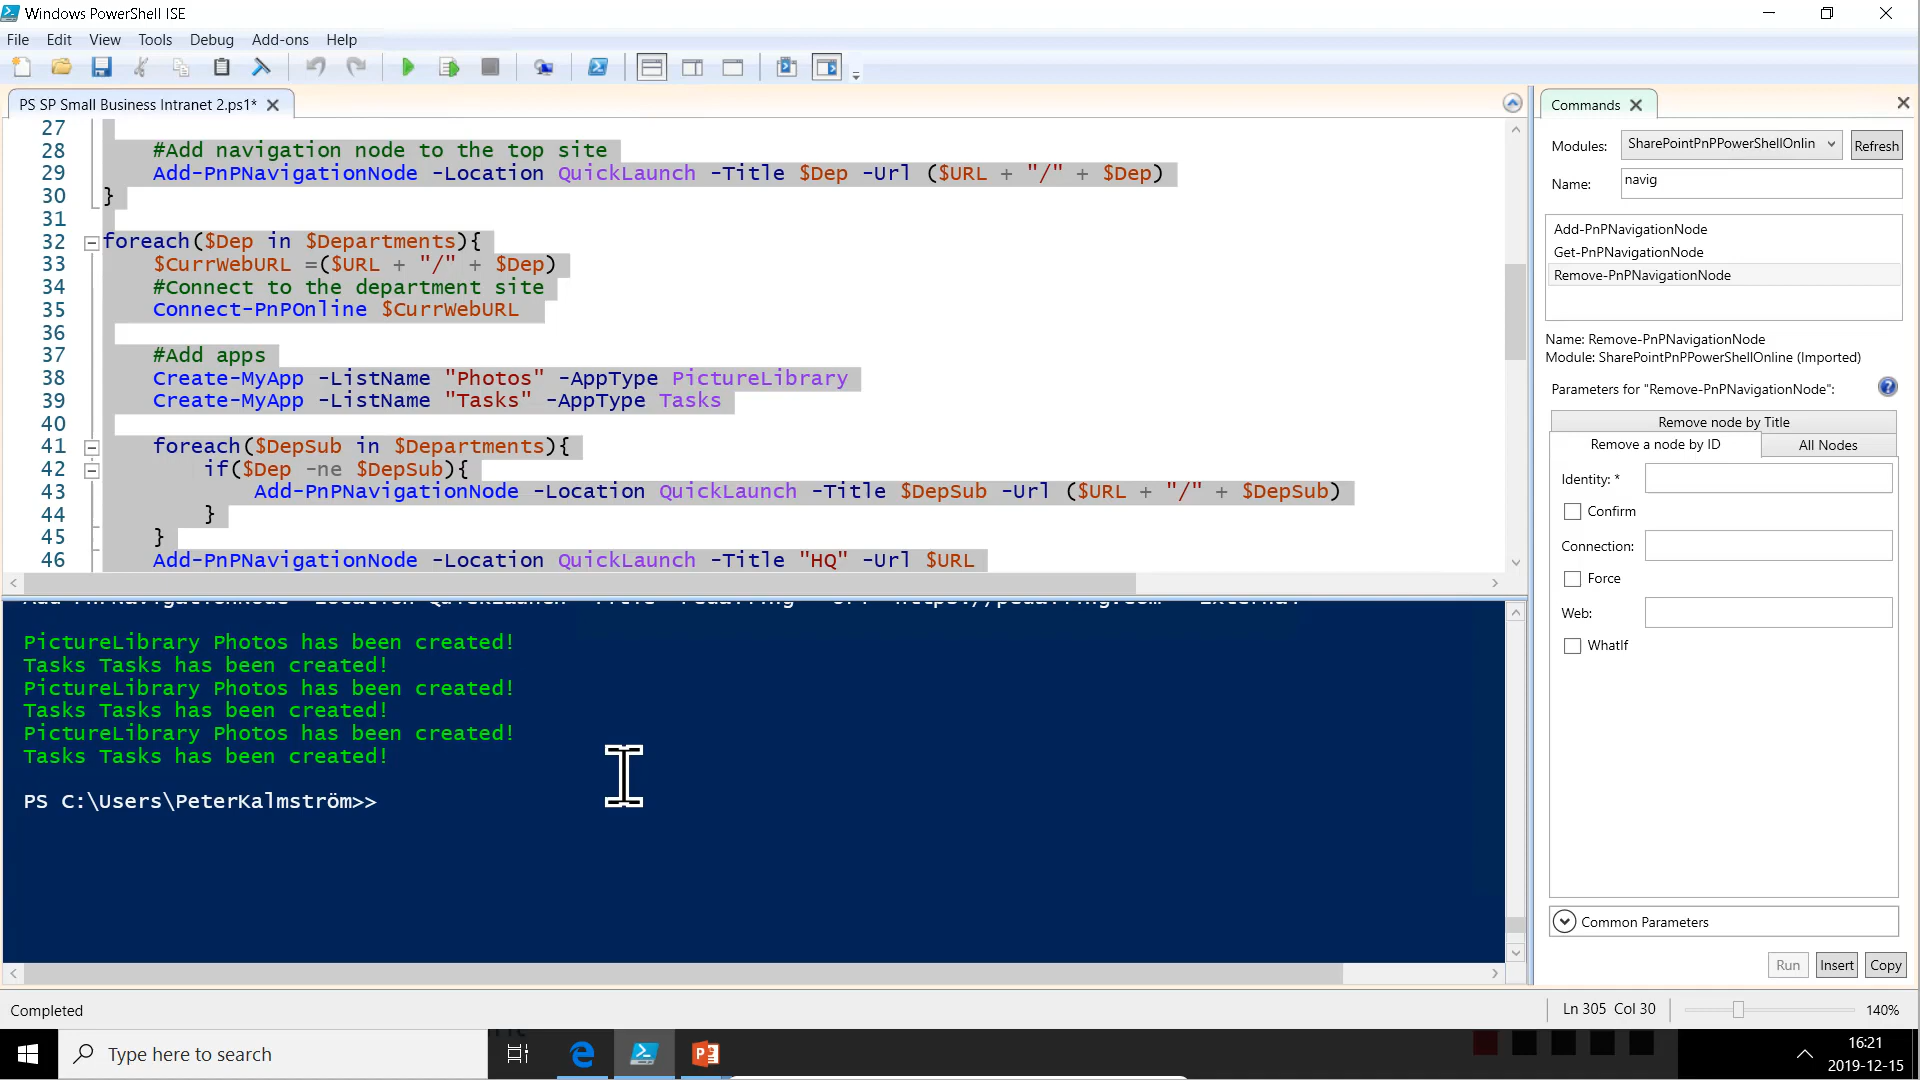 Windows PowerShell ISE
File Edit View Tools Debug Add-ons Help
PS SP Small Business Intranet 2.ps1*
27
28 #Add navigation node to the top site
29 Add-PnPNavigationNode -Location QuickLaunch -Title $Dep -Url ($URL + "/" + $Dep)
30 }
31
32 foreach($Dep in $Departments){
33 $CurrWebURL =($URL + "/" + $Dep)
34 #Connect to the department site
35 Connect-PnPOnline $CurrWebURL
36
37 #Add apps
38 Create-MyApp -ListName "Photos" -AppType PictureLibrary
39 Create-MyApp -ListName "Tasks" -AppType Tasks
40
41 foreach($DepSub in $Departments){
42 if($Dep -ne $DepSub){
43 Add-PnPNavigationNode -Location QuickLaunch -Title $DepSub -Url ($URL + "/" + $DepSub)
44 }
45 }
46 Add-PnPNavigationNode -Location QuickLaunch -Title "HQ" -Url $URL
PictureLibrary Photos has been created!
Tasks Tasks has been created!
PictureLibrary Photos has been created!
Tasks Tasks has been created!
PictureLibrary Photos has been created!
Tasks Tasks has been created!
PS C:\Users\PeterKalmström>>
Commands
Modules: SharePointPnPPowerShellOnlin Refresh
Name: navig
Add-PnPNavigationNode
Get-PnPNavigationNode
Remove-PnPNavigationNode
Name: Remove-PnPNavigationNode
Module: SharePointPnPPowerShellOnline (Imported)
Parameters for "Remove-PnPNavigationNode":
Remove node by Title
Remove a node by ID All Nodes
Identity: *
Confirm
Connection:
Force
Web:
WhatIf
Common Parameters
Run Insert Copy
Completed Ln 305 Col 30 140%
Type here to search
16:21
2019-12-15